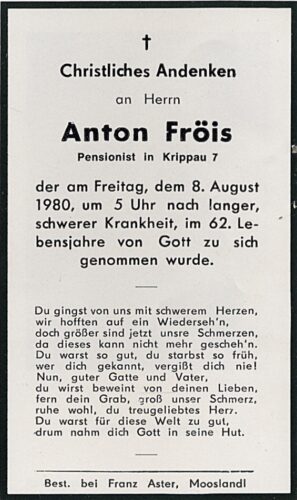 †
Christliches Andenken
an Herrn
Anton Fröis
Pensionist in Krippau 7
der am Freitag, dem 8. August
1980, um 5 Uhr nach langer,
schwerer Krankheit, im 62. Le-
bensjahre von Gott zu sich
genommen wurde.
Du gingst von uns mit schwerem Herzen,
wir hofften auf ein Wiederseh'n,
doch größer sind jetzt unsre Schmerzen,
da dieses kann nicht mehr gescheh'n.
Du warst so gut, du starbst so früh,
wer dich gekannt, vergißt dich nie!
Nun, guter Gatte und Vater,
du wirst beweint von deinen Lieben,
fern dein Grab, groß unser Schmerz,
ruhe wohl, du treugeliebtes Herz.
Du warst für diese Welt zu gut,
drum nahm dich Gott in seine Hut.
Best. bei Franz Aster, Mooslandl